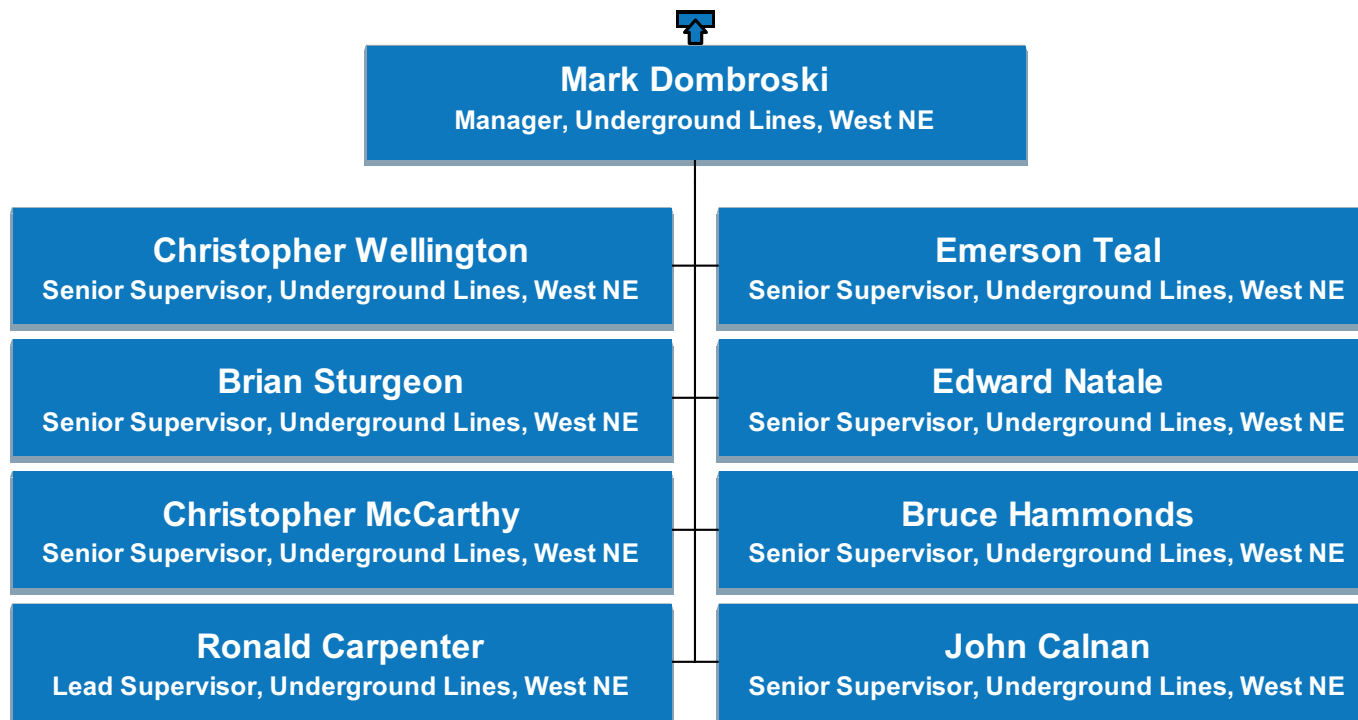 Mark Dombroski
Manager, Underground Lines, West NE
Christopher Wellington
Senior Supervisor, Underground Lines, West NE
Emerson Teal
Senior Supervisor, Underground Lines, West NE
Brian Sturgeon
Senior Supervisor, Underground Lines, West NE
Edward Natale
Senior Supervisor, Underground Lines, West NE
Christopher McCarthy
Senior Supervisor, Underground Lines, West NE
Bruce Hammonds
Senior Supervisor, Underground Lines, West NE
Ronald Carpenter
Lead Supervisor, Underground Lines, West NE
John Calnan
Senior Supervisor, Underground Lines, West NE